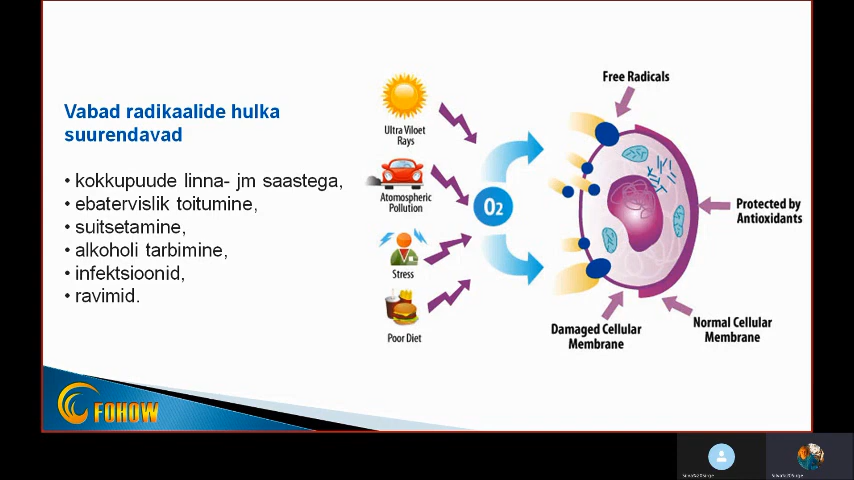 Vabad radikaalide hulka
suurendavad
• kokkupuude linna- jm saastega,
• ebatervislik toitumine,
• suitsetamine,
• alkoholi tarbimine,
• infektsioonid,
• ravimid.
Ultra Viloet
Rays
Atomospheric
Pollution
Stress
Poor Diet
O2
Free Radicals
Protected by
Antioxidants
Damaged Cellular
Membrane
Normal Cellular
Membrane
FOHOW